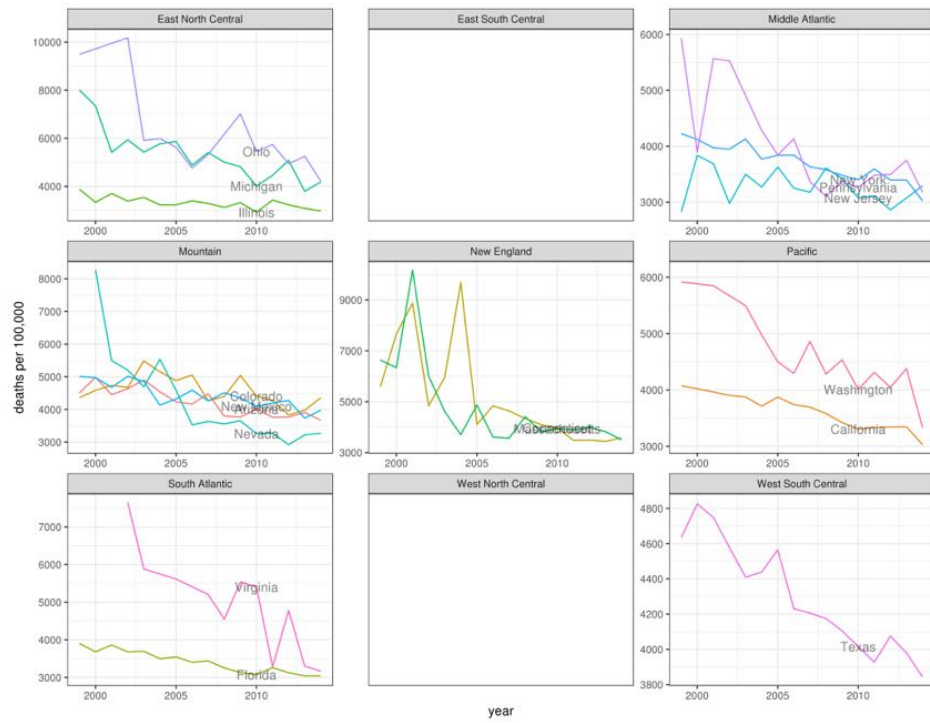 East North Central
East South Central
Middle Atlantic
10000
8000
6000
4000
Ohio
Michigan
Illinois
2000 2005 2010
6000
5000
4000
3000
New York
Pennsylvania
New Jersey
2000 2005 2010
Mountain
New England
Pacific
8000
7000
6000
5000
4000
3000
Colorado
New Mexico
Arizona
Nevada
2000 2005 2010
9000
7000
5000
3000
2000 2005 2010
6000
5000
4000
3000
Washington
California
2000 2005 2010
South Atlantic
West North Central
West South Central
7000
6000
5000
4000
3000
Virginia
Florida
2000 2005 2010
4800
4600
4400
4200
4000
3800
Texas
2000 2005 2010
deaths per 100,000
year